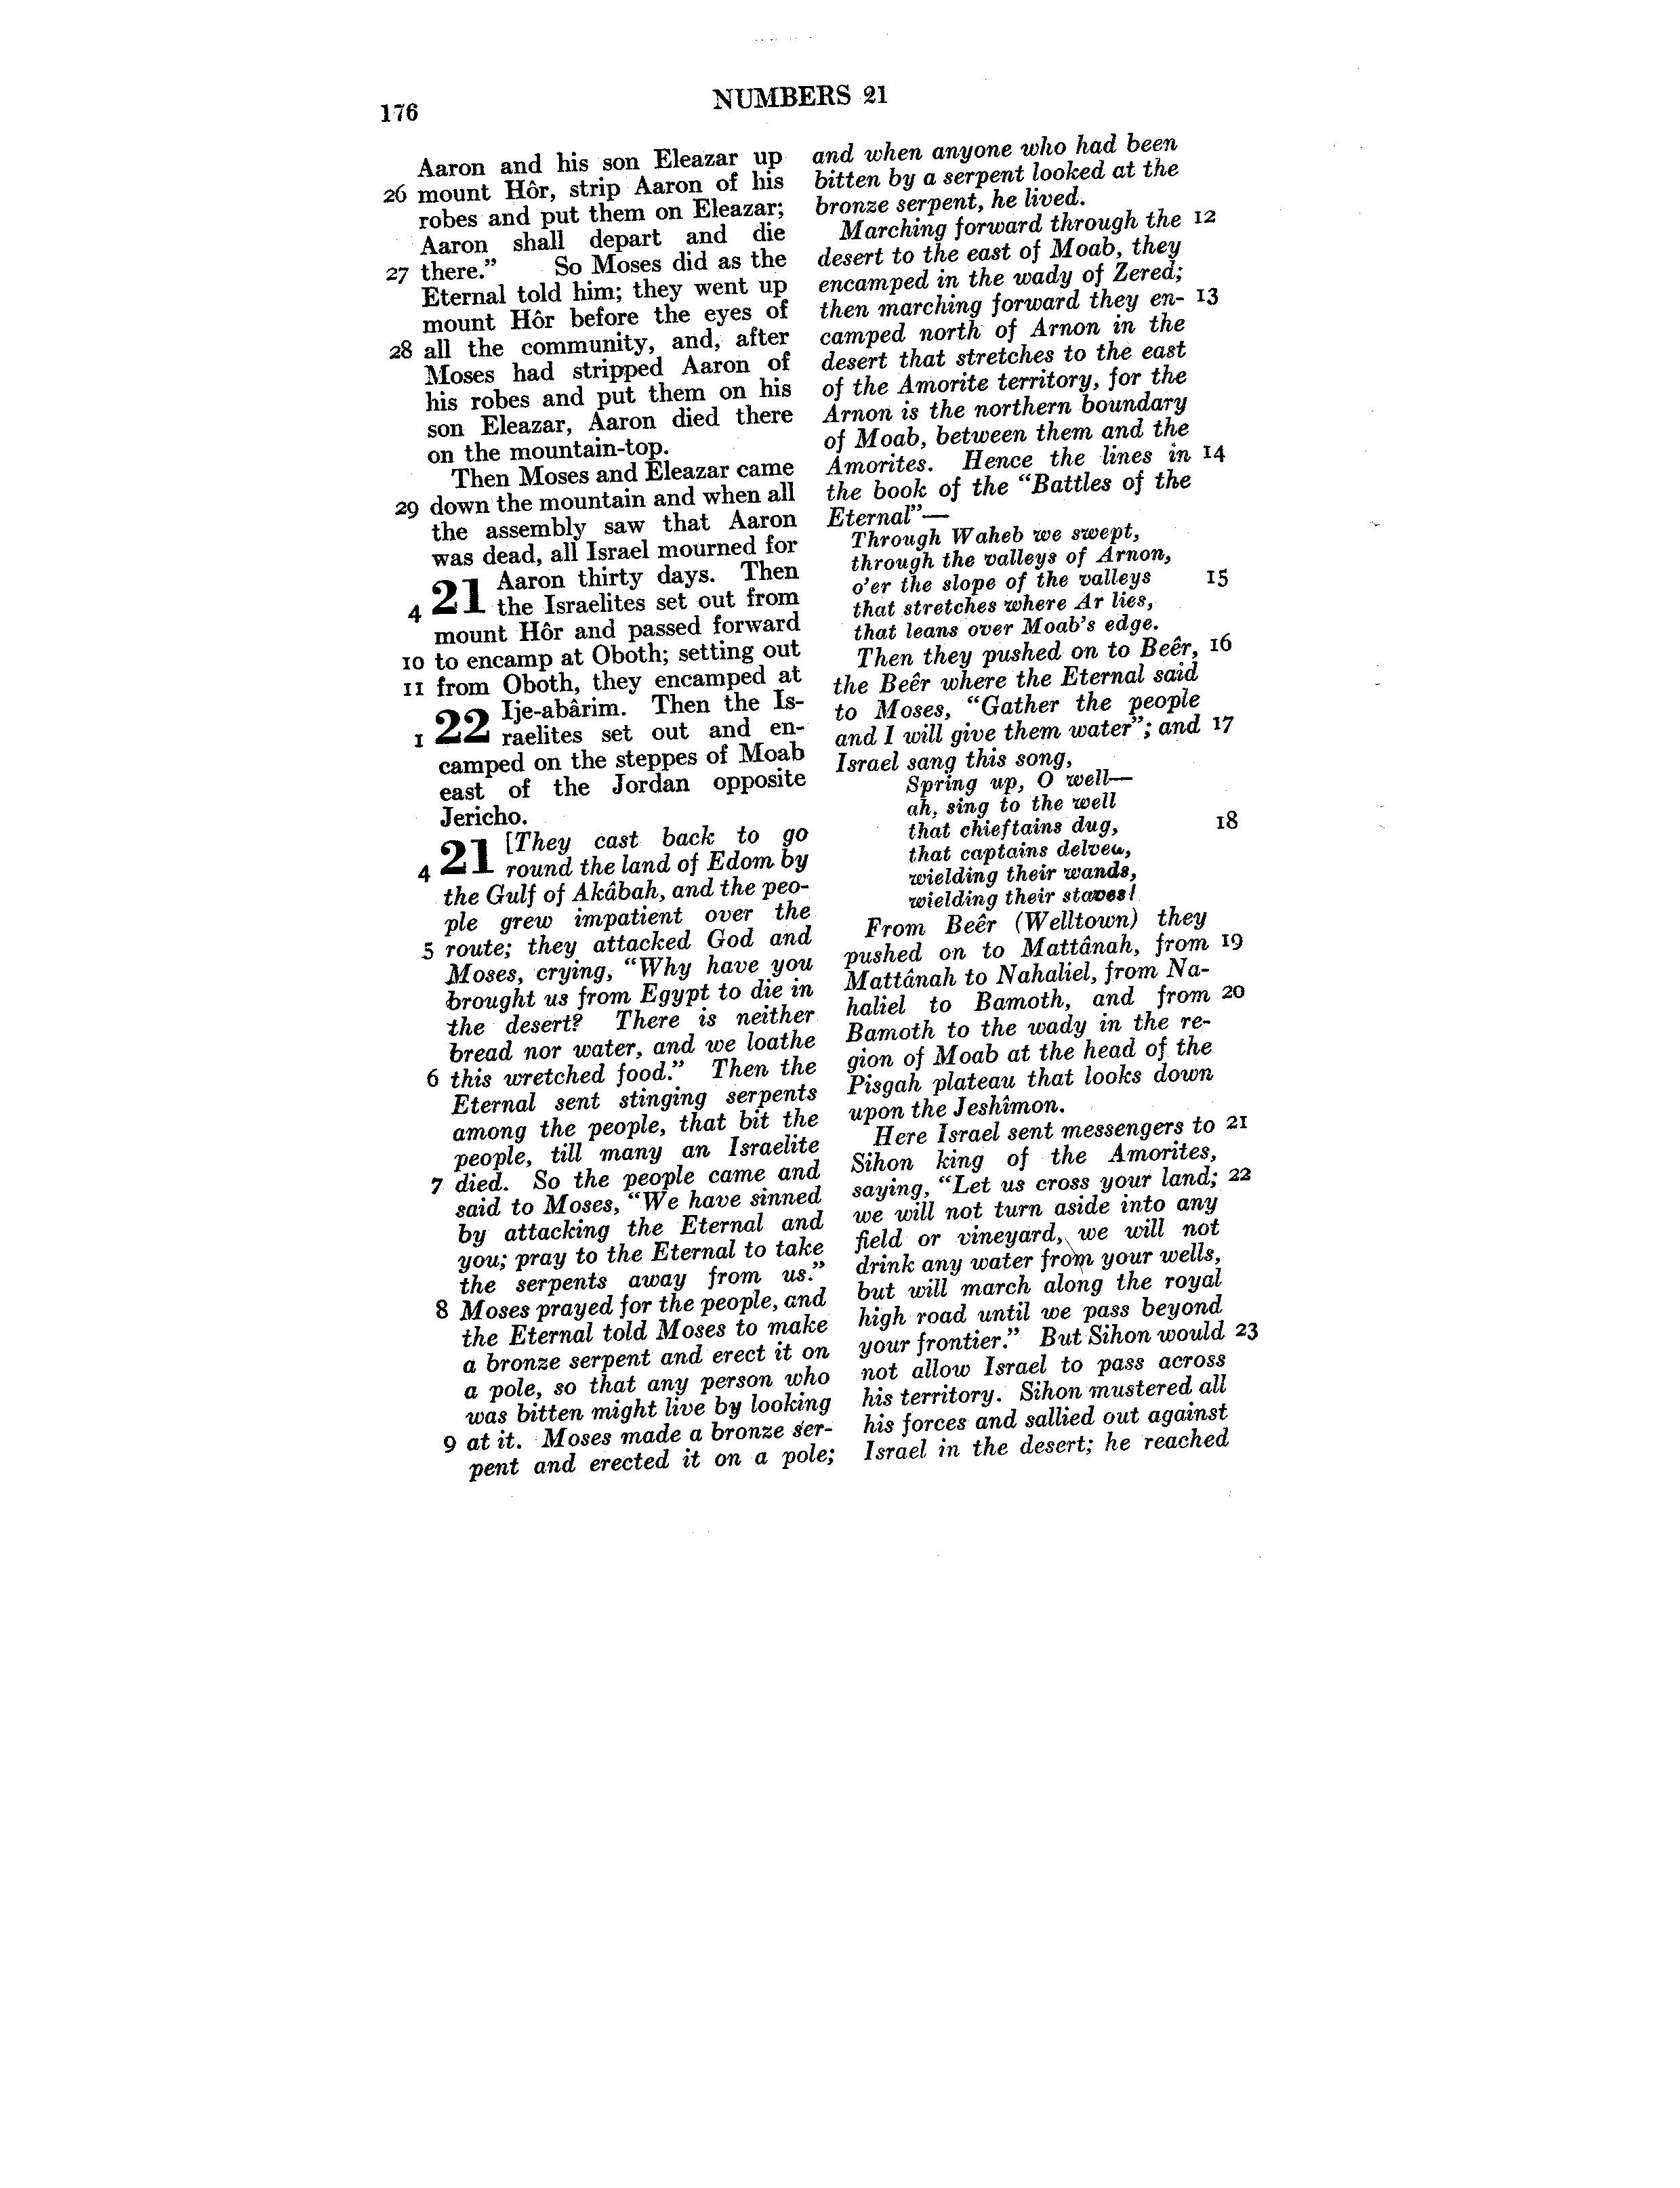 176
NUMBERS 21
Aaron and his son Eleazar up
26 mount Hôr, strip Aaron of his
robes and put them on Eleazar;
Aaron shall depart and die
27 there.” So Moses did as the
Eternal told him; they went up
mount Hôr before the eyes of
28 all the community, and, after
Moses had stripped Aaron of
his robes and put them on his
son Eleazar, Aaron died there
on the mountain-top.
Then Moses and Eleazar came
29 down the mountain and when all
the assembly saw that Aaron
was dead, all Israel mourned for
21 Aaron thirty days. Then
4 the Israelites set out from
mount Hôr and passed forward
10 to encamp at Oboth; setting out
11 from Oboth, they encamped at
22 Ije-abârim. Then the Is-
1 raelites set out and en-
camped on the steppes of Moab
east of the Jordan opposite
Jericho.
21 [They cast back to go
4 round the land of Edom by
the Gulf of Akâbah, and the peo-
ple grew impatient over the
5 route; they attacked God and
Moses, crying, “Why have you
brought us from Egypt to die in
the desert? There is neither
bread nor water, and we loathe
6 this wretched food.” Then the
Eternal sent stinging serpents
among the people, that bit the
people, till many an Israelite
7 died. So the people came and
said to Moses, “We have sinned
by attacking the Eternal and
you; pray to the Eternal to take
the serpents away from us.”
8 Moses prayed for the people, and
the Eternal told Moses to make
a bronze serpent and erect it on
a pole, so that any person who
was bitten might live by looking
9 at it. Moses made a bronze ser-
pent and erected it on a pole;
and when anyone who had been
bitten by a serpent looked at the
bronze serpent, he lived.
Marching forward through the 12
desert to the east of Moab, they
encamped in the wady of Zered;
then marching forward they en- 13
camped north of Arnon in the
desert that stretches to the east
of the Amorite territory, for the
Arnon is the northern boundary
of Moab, between them and the
Amorites. Hence the lines in 14
the book of the “Battles of the
Eternal”—
Through Waheb we swept,
through the valleys of Arnon,
o’er the slope of the valleys 15
that stretches where Ar lies,
that leans over Moab’s edge.
Then they pushed on to Beêr, 16
the Beêr where the Eternal said
to Moses, “Gather the people
and I will give them water”; and 17
Israel sang this song,
Spring up, O well—
ah, sing to the well
that chieftains dug, 18
that captains delved,
wielding their wands,
wielding their staves!
From Beêr (Welltown) they
pushed on to Mattânah, from 19
Mattânah to Nahaliel, from Na-
haliel to Bamoth, and from 20
Bamoth to the wady in the re-
gion of Moab at the head of the
Pisgah plateau that looks down
upon the Jeshîmon.
Here Israel sent messengers to 21
Sihon king of the Amorites,
saying, “Let us cross your land; 22
we will not turn aside into any
field or vineyard, we will not
drink any water from your wells,
but will march along the royal
high road until we pass beyond
your frontier.” But Sihon would 23
not allow Israel to pass across
his territory. Sihon mustered all
his forces and sallied out against
Israel in the desert; he reached